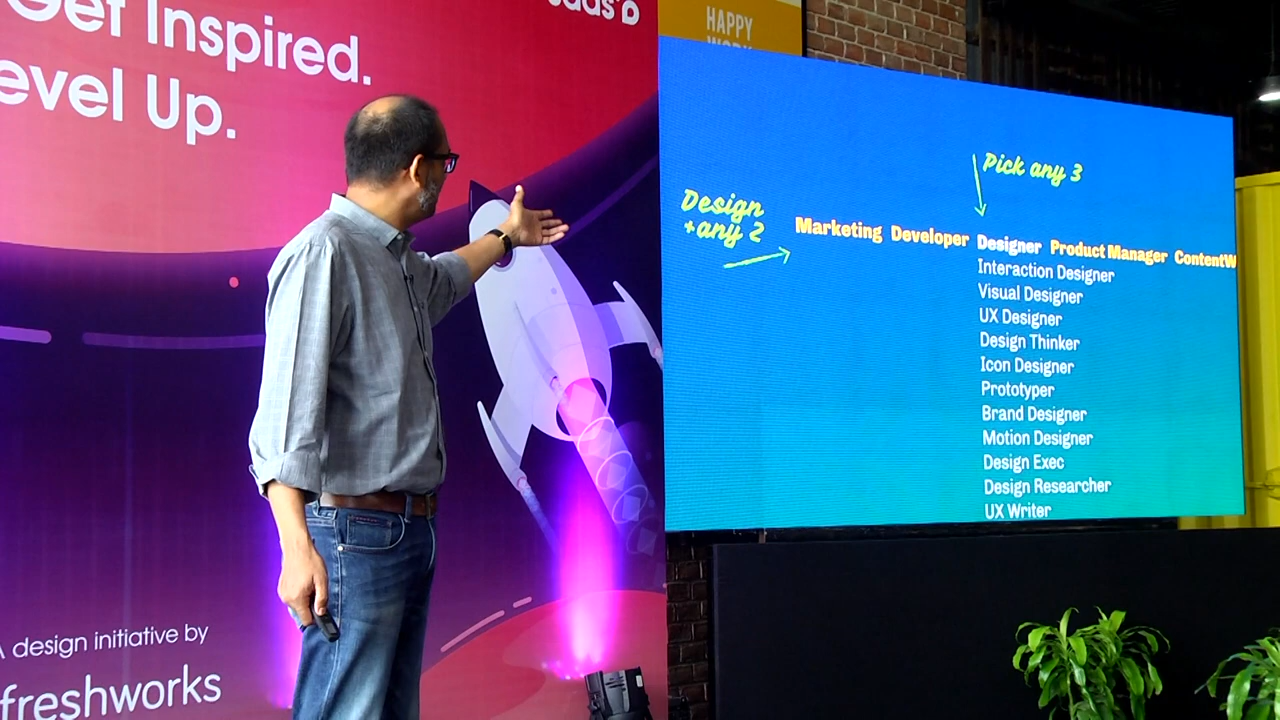 Get Inspired.
evel Up.
A design initiative by
freshworks
HAPPY
Pick any 3
Design
+any 2
Marketing Developer Designer Product Manager ContentW
Interaction Designer
Visual Designer
UX Designer
Design Thinker
Icon Designer
Prototyper
Brand Designer
Motion Designer
Design Exec
Design Researcher
UX Writer